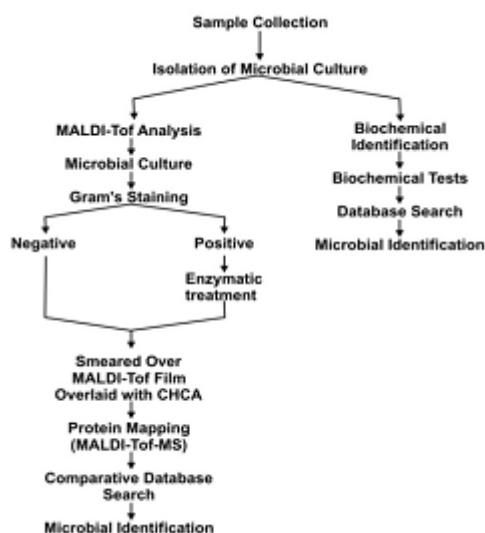 Sample Collection
Isolation of Microbial Culture
MALDI-Tof Analysis
Microbial Culture
Gram's Staining
Negative
Positive
Enzymatic
treatment
Smeared Over
MALDI-Tof Film
Overlaid with CHCA
Protein Mapping
(MALDI-Tof-MS)
Comparative Database
Search
Microbial Identification
Biochemical
Identification
Biochemical Tests
Database Search
Microbial Identification